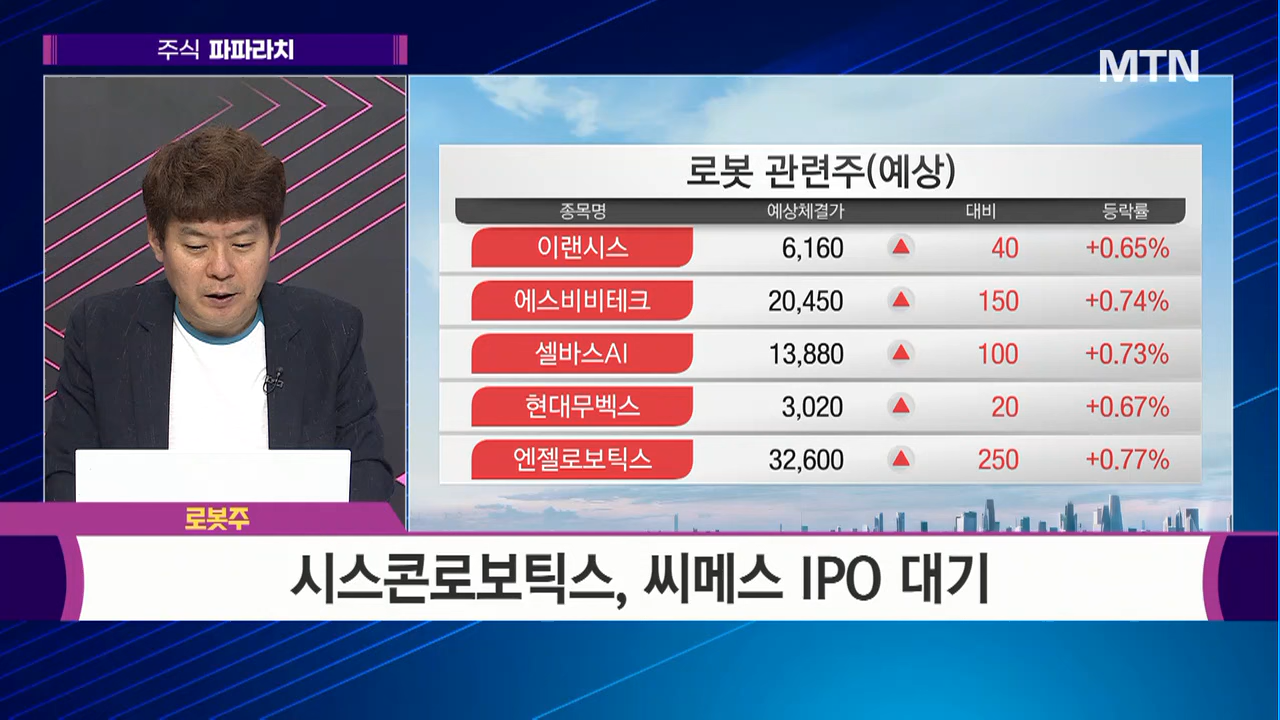 주식 파파라치
MTN
로봇 관련주(예상)
종목명 예상체결가 대비 등락률
이랜시스 6,160 ▲ 40 +0.65%
에스비비테크 20,450 ▲ 150 +0.74%
셀바스AI 13,880 ▲ 100 +0.73%
현대무벡스 3,020 ▲ 20 +0.67%
엔젤로보틱스 32,600 ▲ 250 +0.77%
로봇주
시스콘로보틱스, 씨메스 IPO 대기